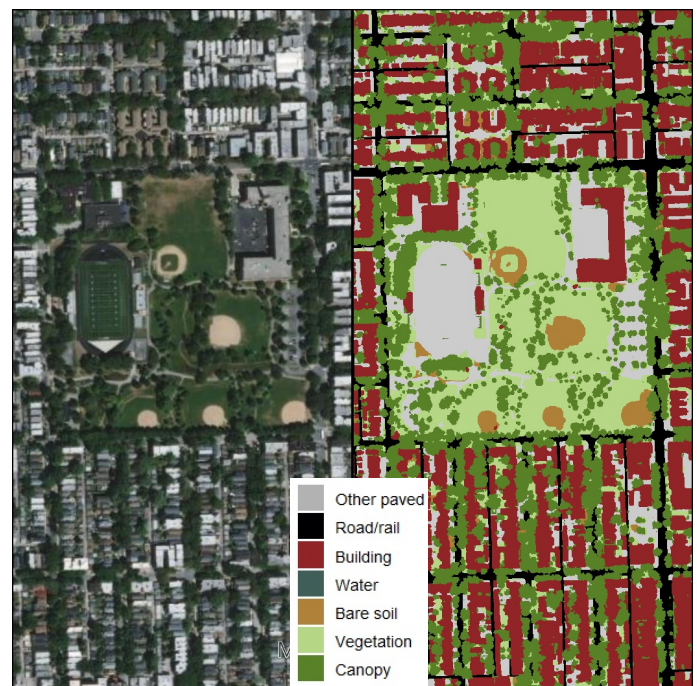 Other paved
Road/rail
Building
Water
Bare soil
Vegetation
Canopy